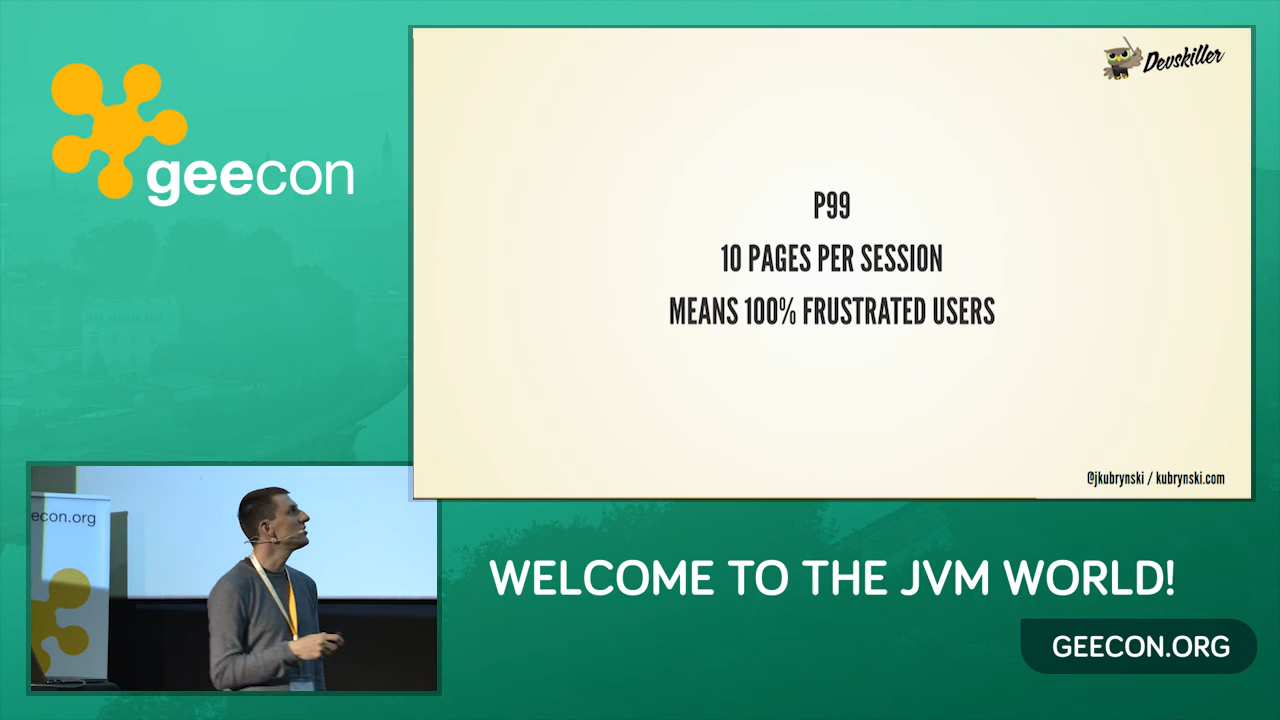 geecon
Devskiller
P99
10 PAGES PER SESSION
MEANS 100% FRUSTRATED USERS
@jkubrynski / kubrynski.com
econ.org
WELCOME TO THE JVM WORLD!
GEECON.ORG